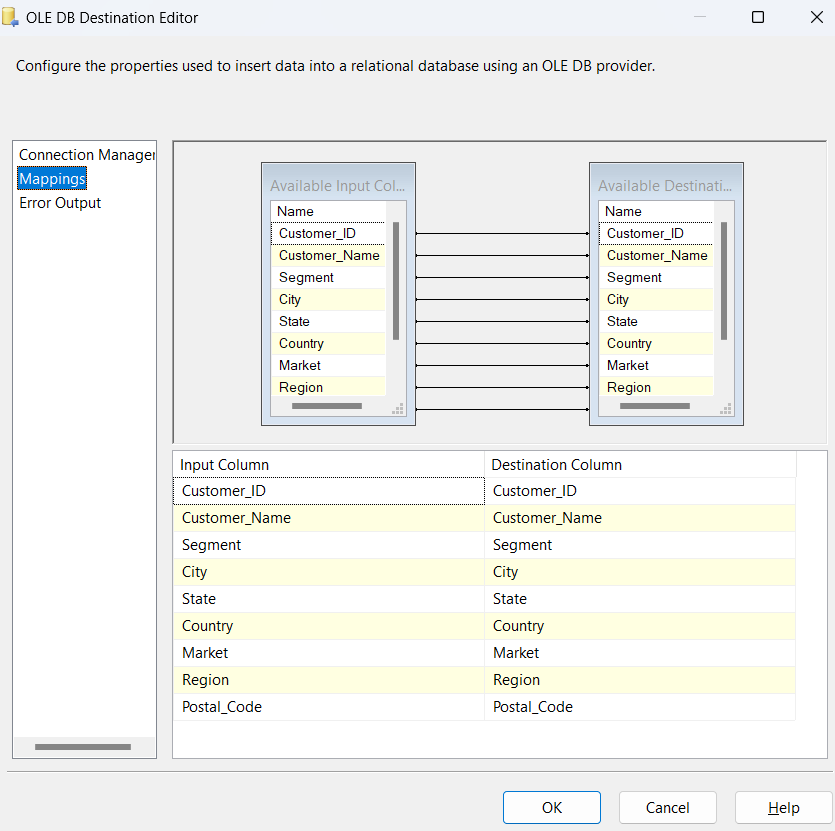 OLE DB Destination Editor
Configure the properties used to insert data into a relational database using an OLE DB provider.
Connection Manager
Mappings
Error Output
Available Input Col...
Name
Customer_ID
Customer_Name
Segment
City
State
Country
Market
Region
Available Destinati...
Name
Customer_ID
Customer_Name
Segment
City
State
Country
Market
Region
Input Column Destination Column
Customer_ID Customer_ID
Customer_Name Customer_Name
Segment Segment
City City
State State
Country Country
Market Market
Region Region
Postal_Code Postal_Code
OK Cancel Help